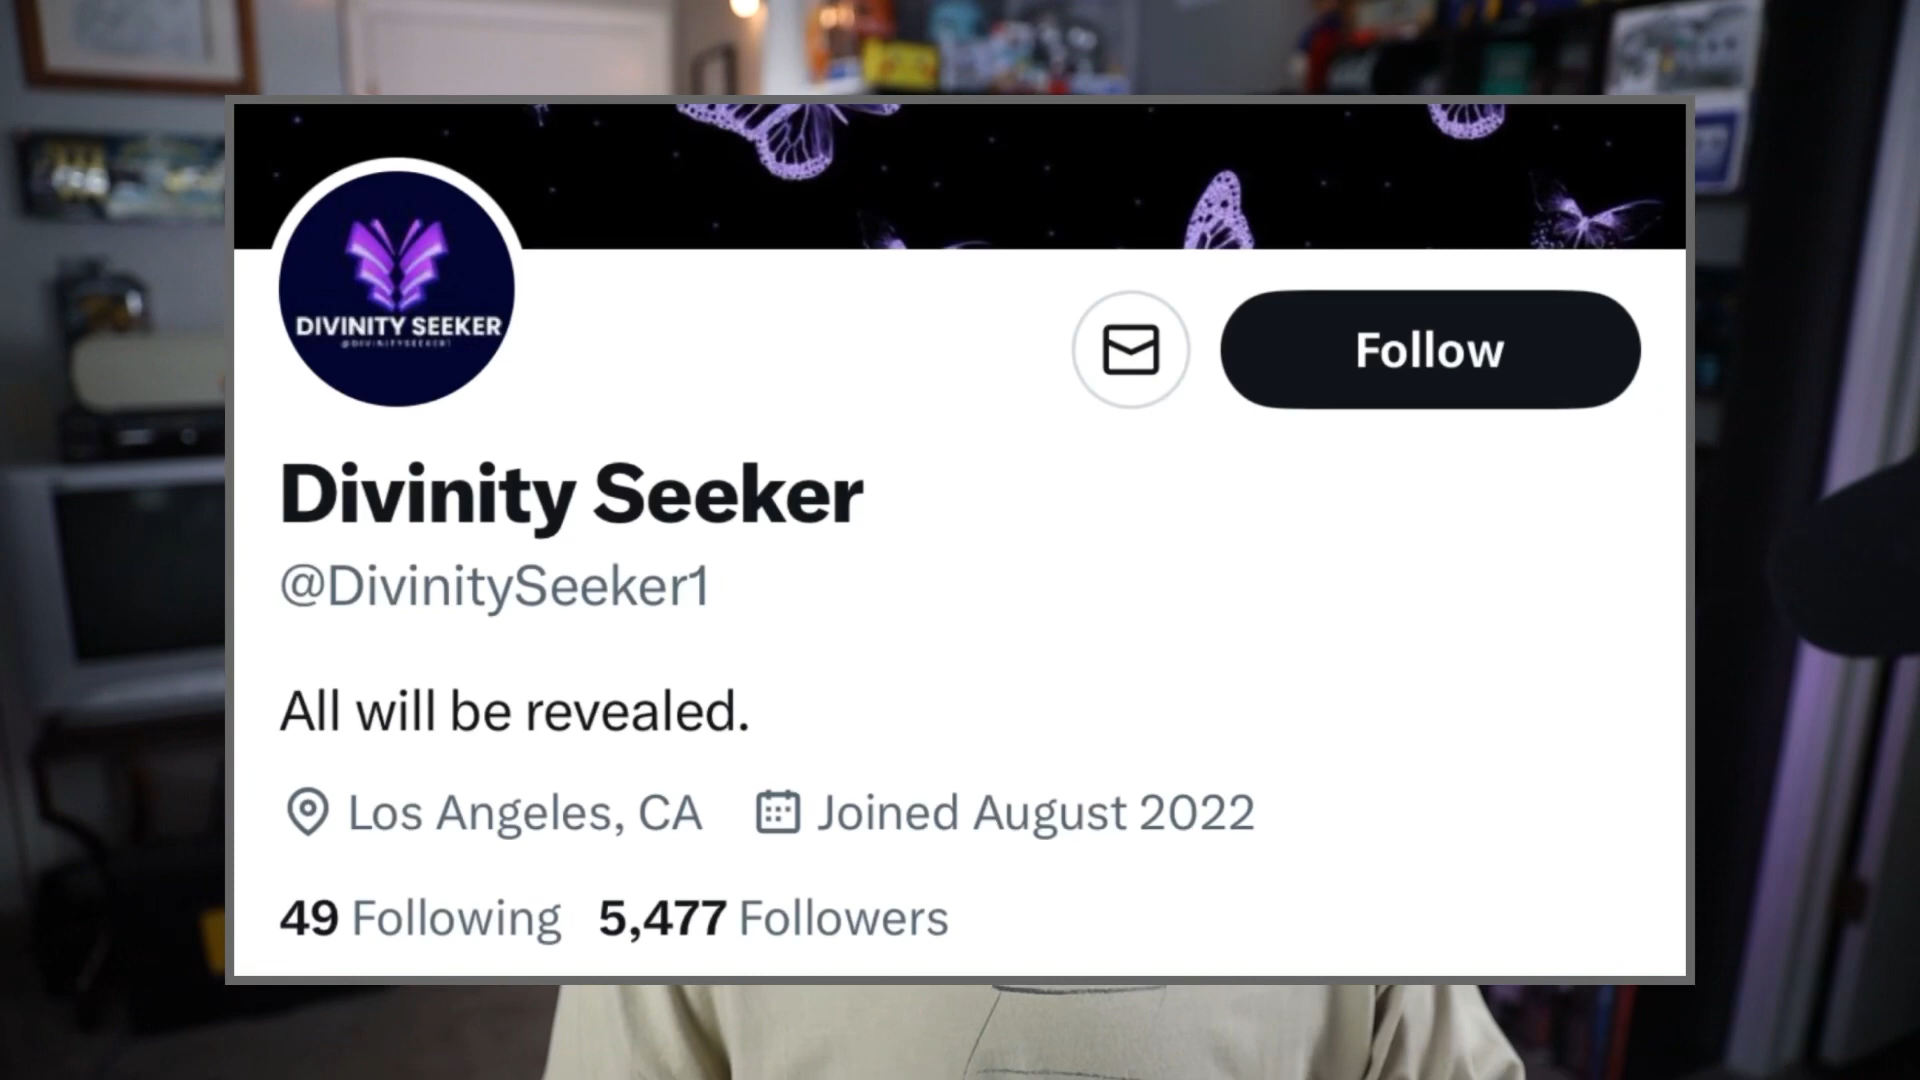 DIVINITY SEEKER
@DIVINITYSEEKER1
Follow
Divinity Seeker
@DivinitySeeker1
All will be revealed.
Los Angeles, CA Joined August 2022
49 Following 5,477 Followers